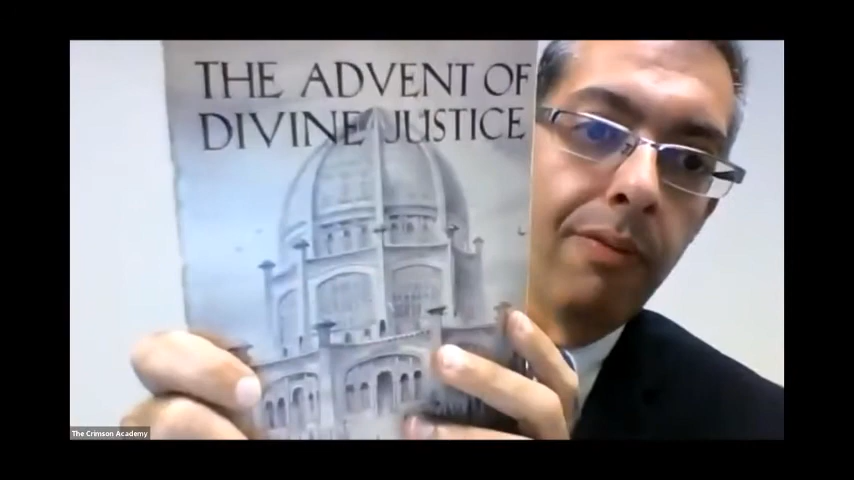 THE ADVENT OF
DIVINE JUSTICE
The Crimson Academy